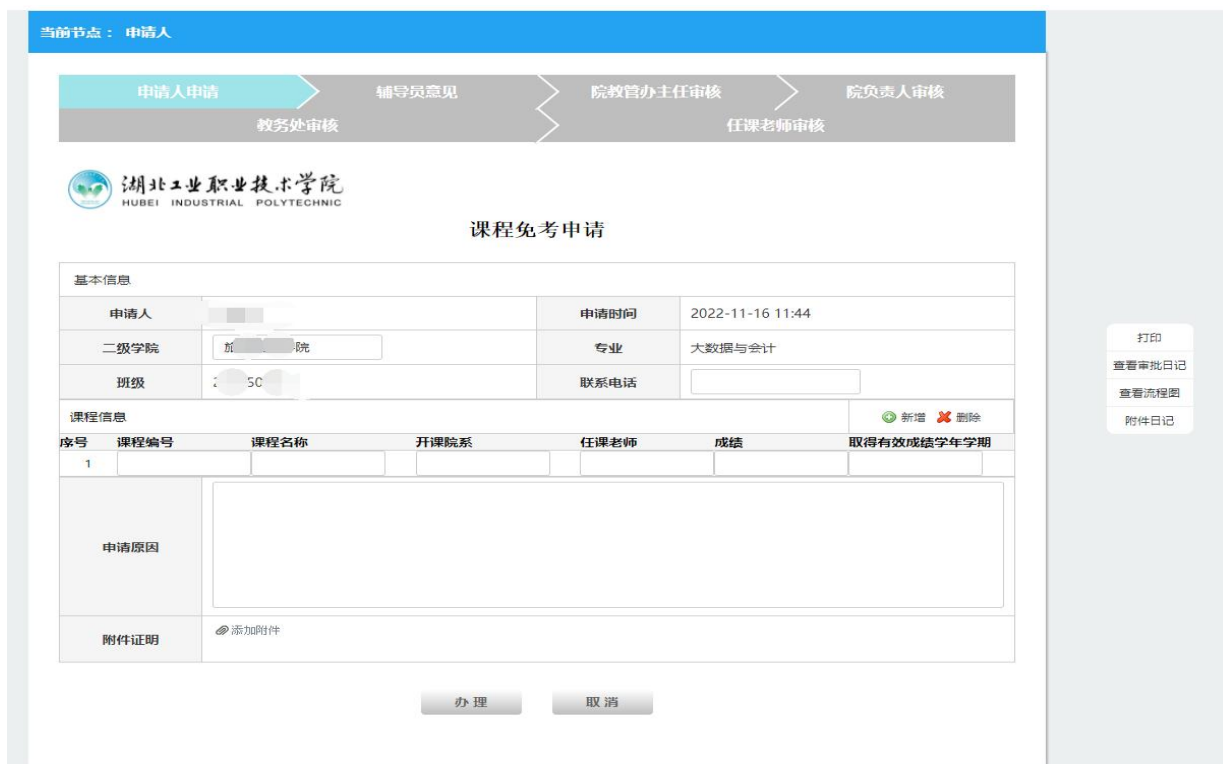 当前节点： 申请人
申请人申请 辅导员意见 院教管办主任审核 院负责人审核
教务处审核 任课老师审核
湖北工业职业技术学院
HUBEI INDUSTRIAL POLYTECHNIC
课程免考申请
基本信息
申请人 申请时间 2022-11-16 11:44
二级学院 院 专业 大数据与会计
班级 50 联系电话
课程信息 新增 删除
序号 课程编号 课程名称 开课院系 任课老师 成绩 取得有效成绩学年学期
1
申请原因
附件证明 添加附件
办理 取消
打印
查看审批日记
查看流程图
附件日记